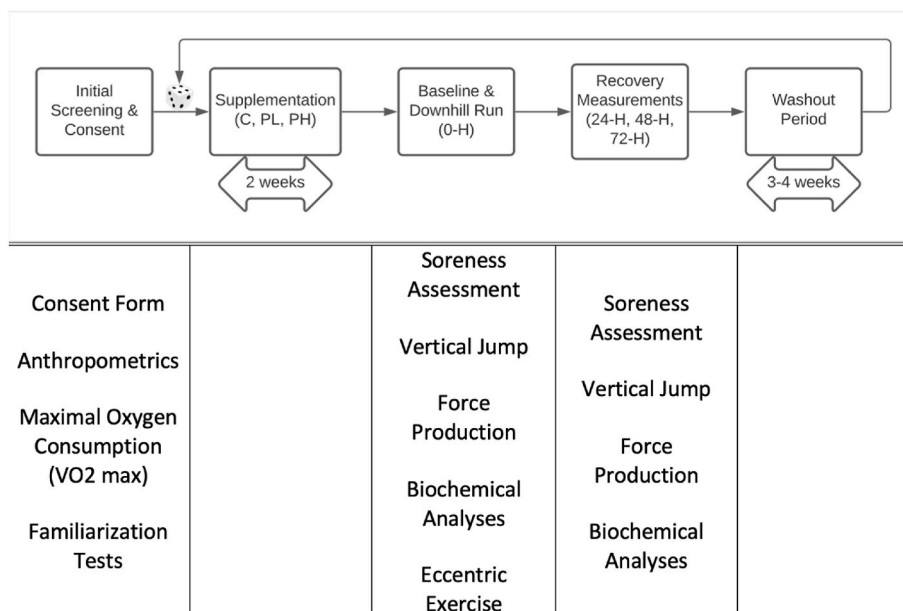 Initial
Screening &
Consent
Supplementation
(C, PL, PH)
2 weeks
Baseline &
Downhill Run
(0-H)
Recovery
Measurements
(24-H, 48-H,
72-H)
Washout
Period
3-4 weeks
Consent Form
Anthropometrics
Maximal Oxygen
Consumption
(VO2 max)
Familiarization
Tests
Soreness
Assessment
Vertical Jump
Force
Production
Biochemical
Analyses
Eccentric
Exercise
Soreness
Assessment
Vertical Jump
Force
Production
Biochemical
Analyses